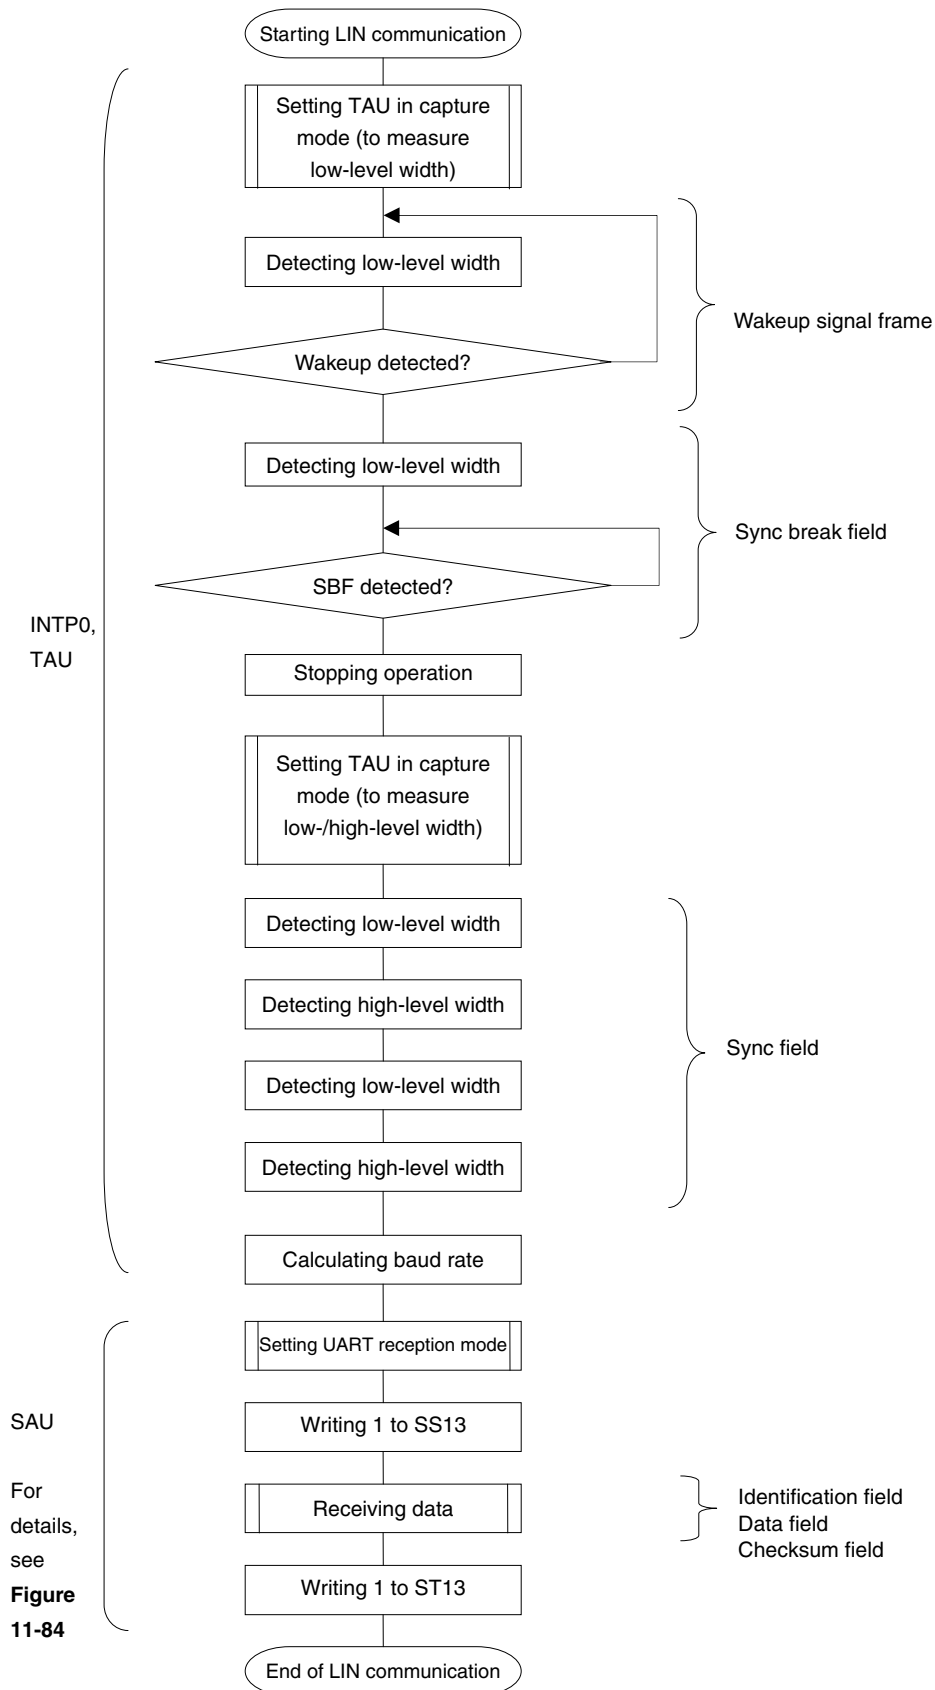 Starting LIN communication
Setting TAU in capture
mode (to measure
low-level width)
Detecting low-level width
Wakeup signal frame
Wakeup detected?
Detecting low-level width
Sync break field
SBF detected?
INTP0,
TAU
Stopping operation
Setting TAU in capture
mode (to measure
low-/high-level width)
Detecting low-level width
Detecting high-level width
Sync field
Detecting low-level width
Detecting high-level width
Calculating baud rate
Setting UART reception mode
SAU
Writing 1 to SS13
For
details,
see
Figure
11-84
Receiving data
Identification field
Data field
Checksum field
Writing 1 to ST13
End of LIN communication